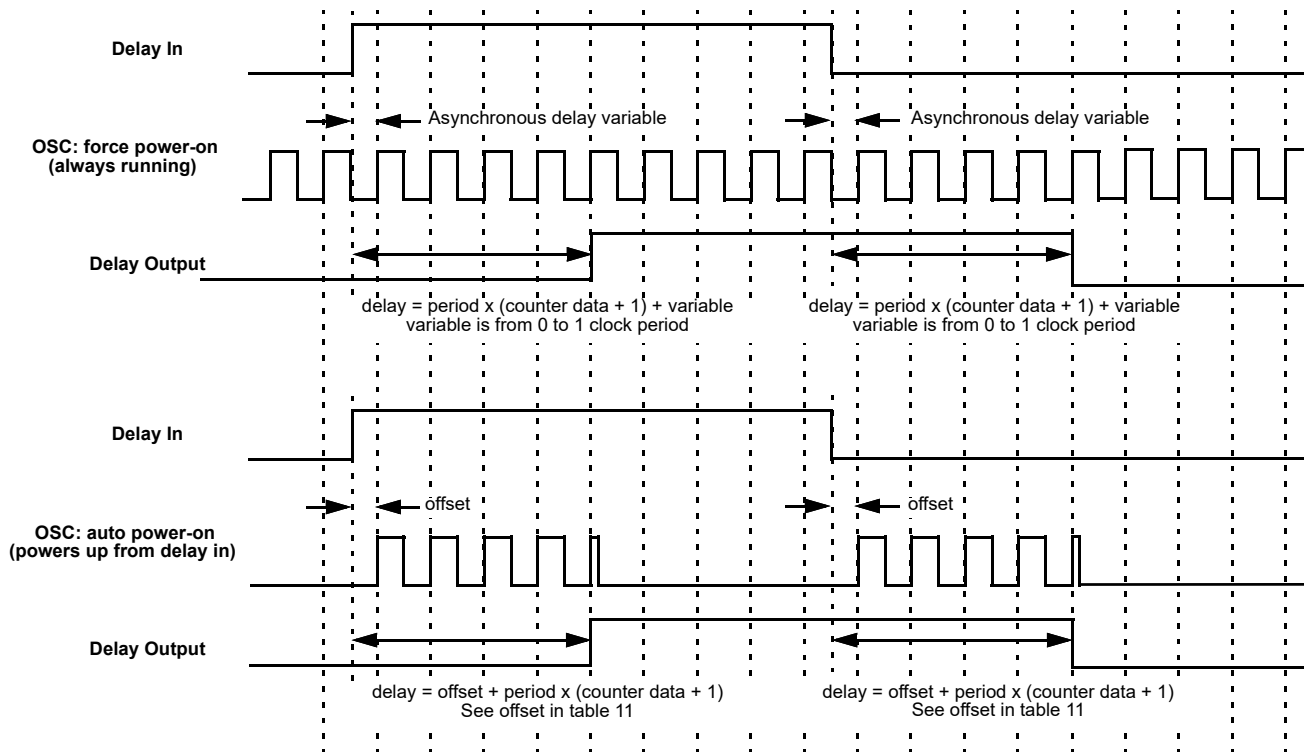 Delay In
Asynchronous delay variable
Asynchronous delay variable
OSC: force power-on
(always running)
Delay Output
delay = period x (counter data + 1) + variable
variable is from 0 to 1 clock period
delay = period x (counter data + 1) + variable
variable is from 0 to 1 clock period
Delay In
offset
offset
OSC: auto power-on
(powers up from delay in)
Delay Output
delay = offset + period x (counter data + 1)
See offset in table 11
delay = offset + period x (counter data + 1)
See offset in table 11